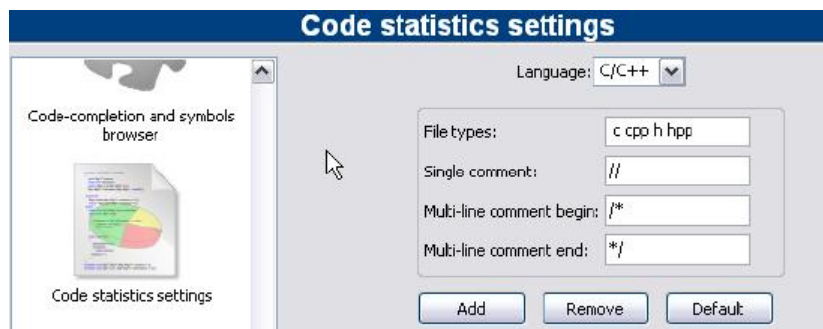 Code statistics settings
Code-completion and symbols
browser
Code statistics settings
Language: C/C++
File types: c cpp h hpp
Single comment: //
Multi-line comment begin: /*
Multi-line comment end: */
Add Remove Default